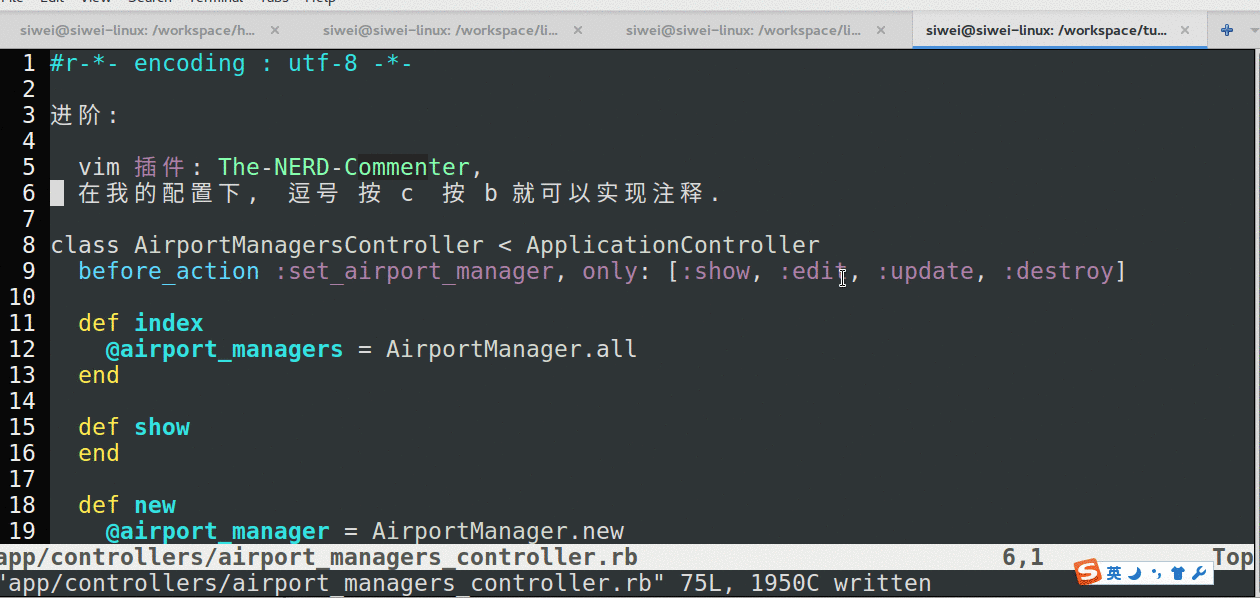 File Edit View Search Terminal Tabs Help
siwei@siwei-linux: /workspace/h... siwei@siwei-linux: /workspace/li... siwei@siwei-linux: /workspace/li... siwei@siwei-linux: /workspace/tu...
1 #r-*- encoding : utf-8 -*-
2
3 进阶:
4
5 vim 插件: The-NERD-Commenter,
6 在我的配置下, 逗号 按 c 按 b 就可以实现注释.
7
8 class AirportManagersController < ApplicationController
9 before_action :set_airport_manager, only: [:show, :edit, :update, :destroy]
10
11 def index
12 @airport_managers = AirportManager.all
13 end
14
15 def show
16 end
17
18 def new
19 @airport_manager = AirportManager.new
app/controllers/airport_managers_controller.rb 6,1 Top
"app/controllers/airport_managers_controller.rb" 75L, 1950C written
S 英